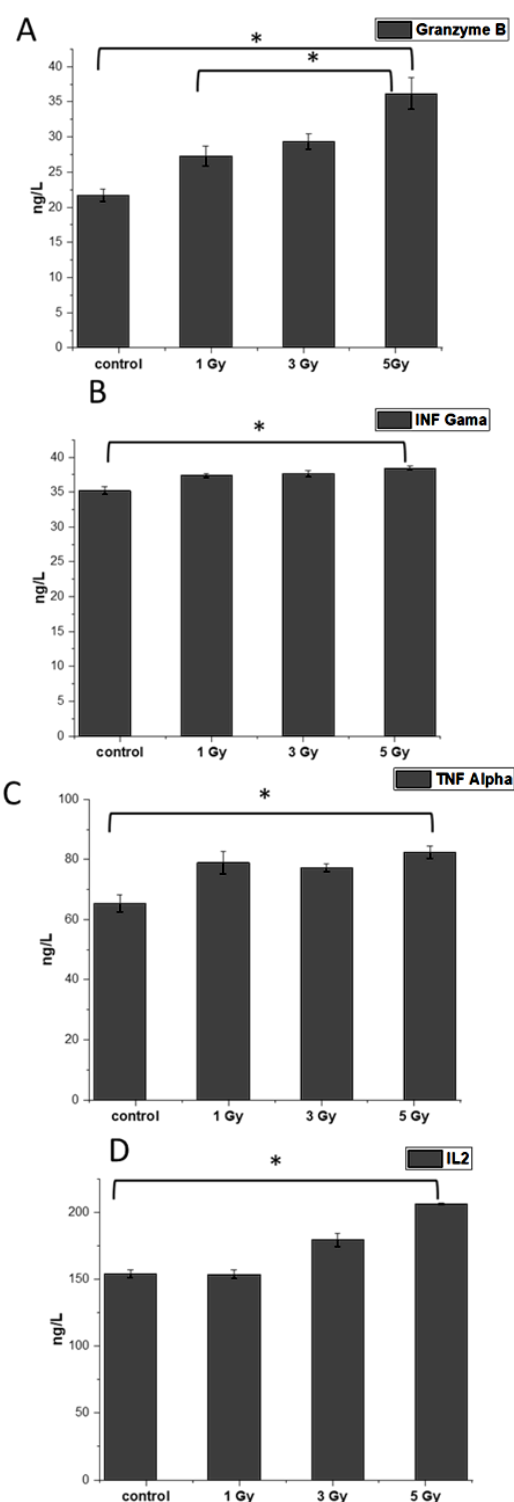 A
Granzyme B
*
*
40
35
30
25
20
15
10
5
0
ng/L
control 1 Gy 3 Gy 5Gy
B
INF Gama
*
40
35
30
25
20
15
10
5
0
ng/L
control 1 Gy 3 Gy 5 Gy
TNF Alpha
C
*
100
80
60
40
20
0
ng/L
control 1 Gy 3 Gy 5 Gy
D
IL2
*
200
150
100
50
0
ng/L
control 1 Gy 3 Gy 5 Gy